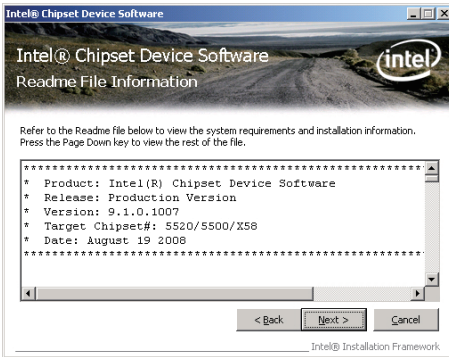 Intel® Chipset Device Software
Intel® Chipset Device Software
Readme File Information
intel
Refer to the Readme file below to view the system requirements and installation information.
Press the Page Down key to view the rest of the file.
************************************************************
* Product: Intel(R) Chipset Device Software
* Release: Production Version
* Version: 9.1.0.1007
* Target Chipset#: 5520/5500/X58
* Date: August 19 2008
************************************************************
< Back Next > Cancel
Intel® Installation Framework